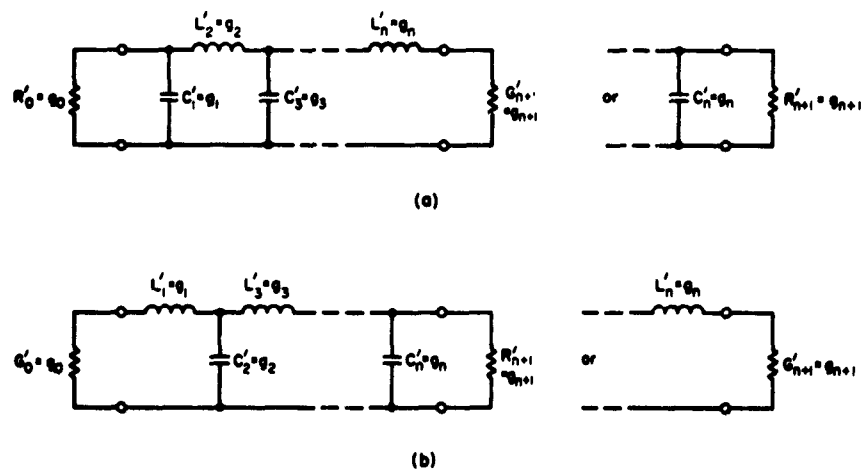 L'₂=g₂
L'ₙ=gₙ
R'₀=g₀
C'₁=g₁
C'₃=g₃
G'ₙ₊₁
=gₙ₊₁
or
C'ₙ=gₙ
R'ₙ₊₁=gₙ₊₁
(a)
L'₁=g₁
L'₃=g₃
L'ₙ=gₙ
G'₀=g₀
C'₂=g₂
C'ₙ=gₙ
R'ₙ₊₁
=gₙ₊₁
or
G'ₙ₊₁=gₙ₊₁
(b)